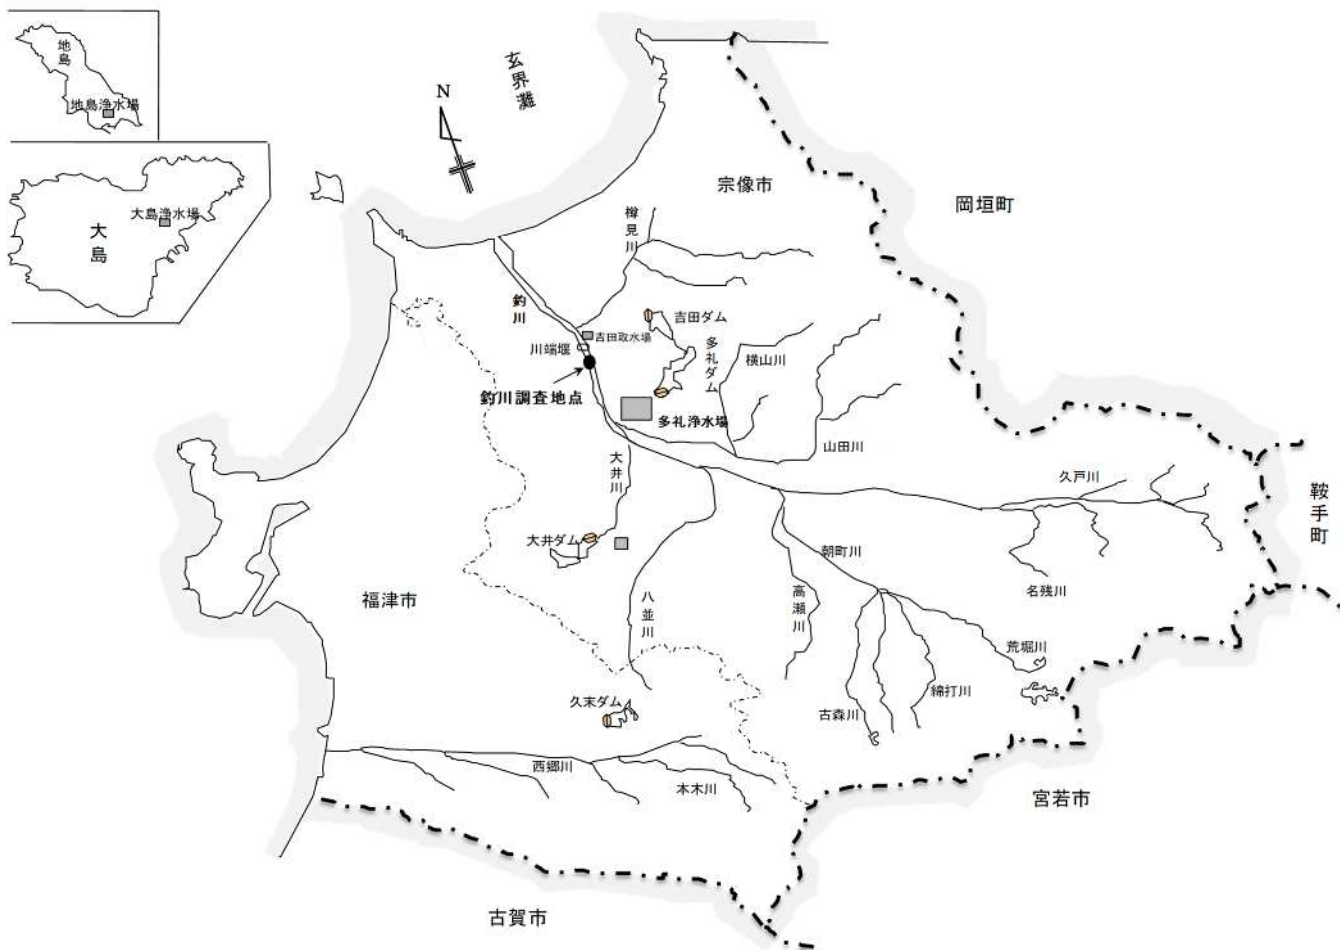 地島
地島浄水場
大島浄水場
大島
玄界灘
N
宗像市
岡垣町
樽見川
釣川
吉田ダム
吉田取水場
川端堰
多礼ダム
横山川
釣川調査地点
多礼浄水場
山田川
大井川
久戸川
鞍手町
大井ダム
朝町川
名残川
福津市
八並川
高瀬川
荒堀川
綿打川
古森川
久末ダム
西郷川
本木川
宮若市
古賀市